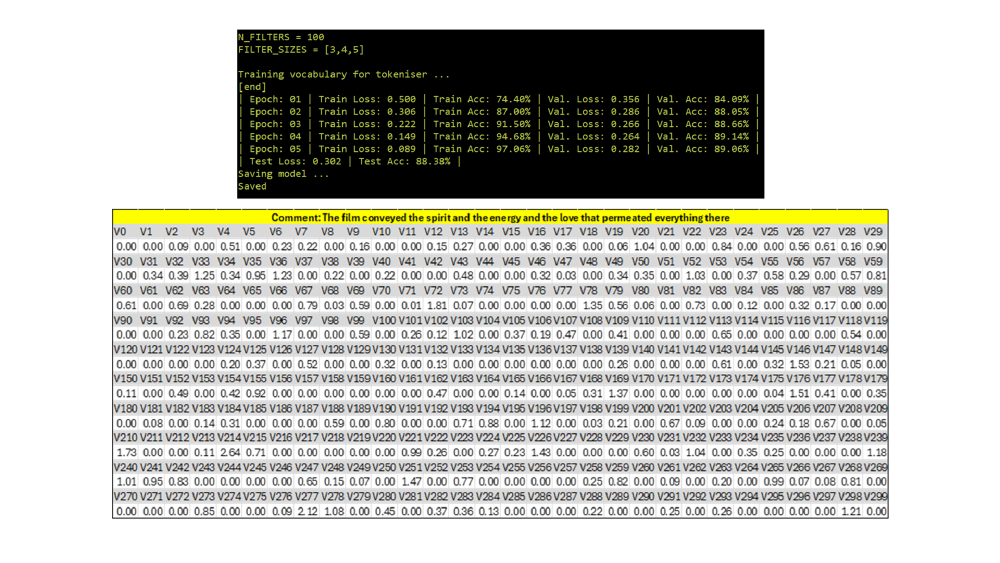 N_FILTERS = 100
FILTER_SIZES = [3,4,5]
Training vocabulary for tokeniser ...
[end]
| Epoch: 01 | Train Loss: 0.500 | Train Acc: 74.40% | Val. Loss: 0.356 | Val. Acc: 84.09% |
| Epoch: 02 | Train Loss: 0.306 | Train Acc: 87.00% | Val. Loss: 0.286 | Val. Acc: 88.05% |
| Epoch: 03 | Train Loss: 0.222 | Train Acc: 91.50% | Val. Loss: 0.266 | Val. Acc: 88.66% |
| Epoch: 04 | Train Loss: 0.149 | Train Acc: 94.68% | Val. Loss: 0.264 | Val. Acc: 89.14% |
| Epoch: 05 | Train Loss: 0.089 | Train Acc: 97.06% | Val. Loss: 0.282 | Val. Acc: 89.06% |
| Test Loss: 0.302 | Test Acc: 88.38% |
Saving model ...
Saved
Comment: The film conveyed the spirit and the energy and the love that permeated everything there
V0 V1 V2 V3 V4 V5 V6 V7 V8 V9 V10 V11 V12 V13 V14 V15 V16 V17 V18 V19 V20 V21 V22 V23 V24 V25 V26 V27 V28 V29
0.00 0.00 0.09 0.00 0.51 0.00 0.23 0.22 0.00 0.16 0.00 0.00 0.15 0.27 0.00 0.00 0.36 0.36 0.00 0.06 1.04 0.00 0.00 0.84 0.00 0.00 0.56 0.61 0.16 0.90
V30 V31 V32 V33 V34 V35 V36 V37 V38 V39 V40 V41 V42 V43 V44 V45 V46 V47 V48 V49 V50 V51 V52 V53 V54 V55 V56 V57 V58 V59
0.00 0.34 0.39 1.25 0.34 0.95 1.23 0.00 0.22 0.00 0.22 0.00 0.00 0.48 0.00 0.00 0.32 0.03 0.00 0.34 0.35 0.00 1.03 0.00 0.37 0.58 0.29 0.00 0.57 0.81
V60 V61 V62 V63 V64 V65 V66 V67 V68 V69 V70 V71 V72 V73 V74 V75 V76 V77 V78 V79 V80 V81 V82 V83 V84 V85 V86 V87 V88 V89
0.61 0.00 0.69 0.28 0.00 0.00 0.00 0.79 0.03 0.59 0.00 0.01 1.81 0.07 0.00 0.00 0.00 0.00 1.35 0.56 0.06 0.00 0.73 0.00 0.12 0.00 0.32 0.17 0.00 0.00
V90 V91 V92 V93 V94 V95 V96 V97 V98 V99 V100 V101 V102 V103 V104 V105 V106 V107 V108 V109 V110 V111 V112 V113 V114 V115 V116 V117 V118 V119
0.00 0.00 0.23 0.82 0.35 0.00 1.17 0.00 0.00 0.59 0.00 0.26 0.12 1.02 0.00 0.37 0.19 0.47 0.00 0.41 0.00 0.00 0.00 0.65 0.00 0.00 0.00 0.00 0.54 0.00
V120 V121 V122 V123 V124 V125 V126 V127 V128 V129 V130 V131 V132 V133 V134 V135 V136 V137 V138 V139 V140 V141 V142 V143 V144 V145 V146 V147 V148 V149
0.00 0.00 0.00 0.00 0.20 0.37 0.00 0.52 0.00 0.00 0.32 0.00 0.13 0.00 0.00 0.00 0.00 0.00 0.00 0.26 0.00 0.00 0.00 0.61 0.00 0.32 1.53 0.21 0.05 0.00
V150 V151 V152 V153 V154 V155 V156 V157 V158 V159 V160 V161 V162 V163 V164 V165 V166 V167 V168 V169 V170 V171 V172 V173 V174 V175 V176 V177 V178 V179
0.11 0.00 0.49 0.00 0.42 0.92 0.00 0.00 0.00 0.00 0.00 0.00 0.47 0.00 0.00 0.14 0.00 0.05 0.31 1.37 0.00 0.00 0.00 0.00 0.00 0.04 1.51 0.41 0.00 0.35
V180 V181 V182 V183 V184 V185 V186 V187 V188 V189 V190 V191 V192 V193 V194 V195 V196 V197 V198 V199 V200 V201 V202 V203 V204 V205 V206 V207 V208 V209
0.00 0.08 0.00 0.14 0.31 0.00 0.00 0.00 0.59 0.00 0.80 0.00 0.00 0.71 0.88 0.00 1.12 0.00 0.03 0.21 0.00 0.67 0.09 0.00 0.00 0.24 0.18 0.67 0.00 0.05
V210 V211 V212 V213 V214 V215 V216 V217 V218 V219 V220 V221 V222 V223 V224 V225 V226 V227 V228 V229 V230 V231 V232 V233 V234 V235 V236 V237 V238 V239
1.73 0.00 0.00 0.11 2.64 0.71 0.00 0.00 0.00 0.00 0.00 0.99 0.26 0.00 0.27 0.23 1.43 0.00 0.00 0.00 0.60 0.03 1.04 0.00 0.35 0.25 0.00 0.00 0.00 1.18
V240 V241 V242 V243 V244 V245 V246 V247 V248 V249 V250 V251 V252 V253 V254 V255 V256 V257 V258 V259 V260 V261 V262 V263 V264 V265 V266 V267 V268 V269
1.01 0.95 0.83 0.00 0.00 0.00 0.00 0.65 0.15 0.07 0.00 1.47 0.00 0.77 0.00 0.00 0.00 0.00 0.25 0.82 0.00 0.09 0.00 0.20 0.00 0.99 0.07 0.08 0.81 0.00
V270 V271 V272 V273 V274 V275 V276 V277 V278 V279 V280 V281 V282 V283 V284 V285 V286 V287 V288 V289 V290 V291 V292 V293 V294 V295 V296 V297 V298 V299
0.00 0.00 0.00 0.85 0.00 0.00 0.09 2.12 1.08 0.00 0.45 0.00 0.37 0.36 0.13 0.00 0.00 0.00 0.22 0.00 0.00 0.25 0.00 0.26 0.00 0.00 0.00 0.00 1.21 0.00